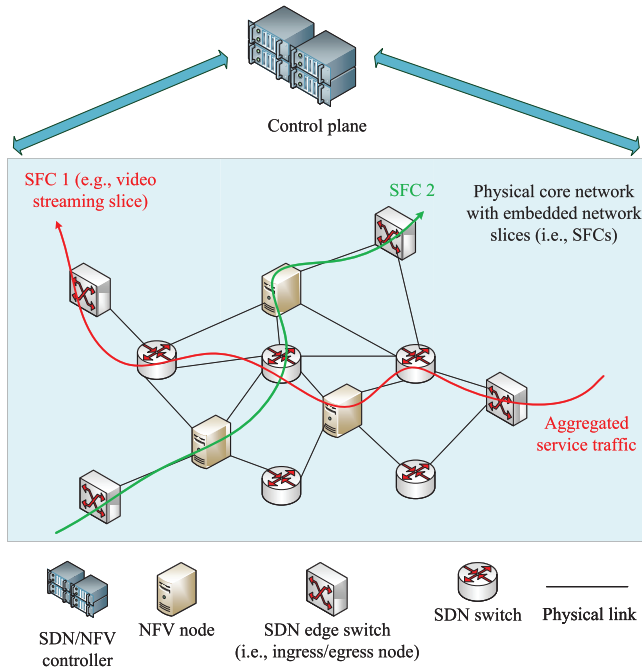 Control plane
SFC 1 (e.g., video
streaming slice)
SFC 2
Physical core network
with embedded network
slices (i.e., SFCs)
Aggregated
service traffic
SDN/NFV
controller
NFV node
SDN edge switch
(i.e., ingress/egress node)
SDN switch
Physical link